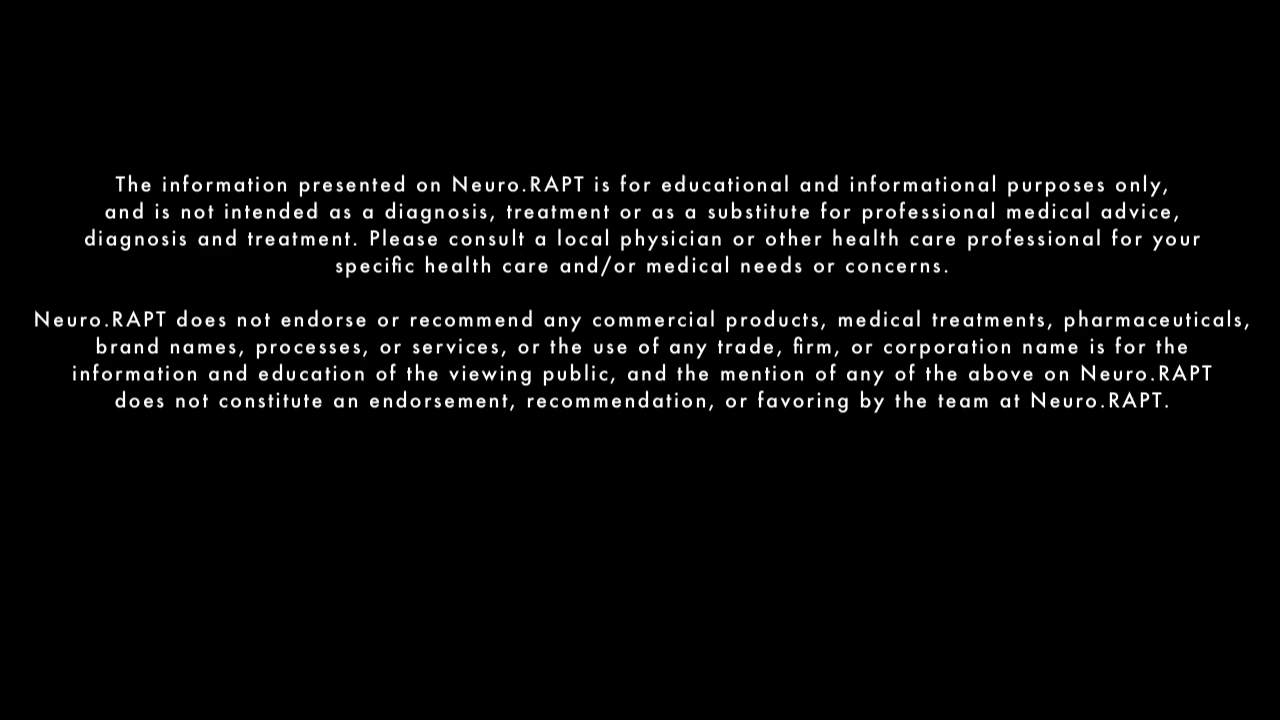 The information presented on Neuro.RAPT is for educational and informational purposes only,
and is not intended as a diagnosis, treatment or as a substitute for professional medical advice,
diagnosis and treatment. Please consult a local physician or other health care professional for your
specific health care and/or medical needs or concerns.
Neuro.RAPT does not endorse or recommend any commercial products, medical treatments, pharmaceuticals,
brand names, processes, or services, or the use of any trade, firm, or corporation name is for the
information and education of the viewing public, and the mention of any of the above on Neuro.RAPT
does not constitute an endorsement, recommendation, or favoring by the team at Neuro.RAPT.